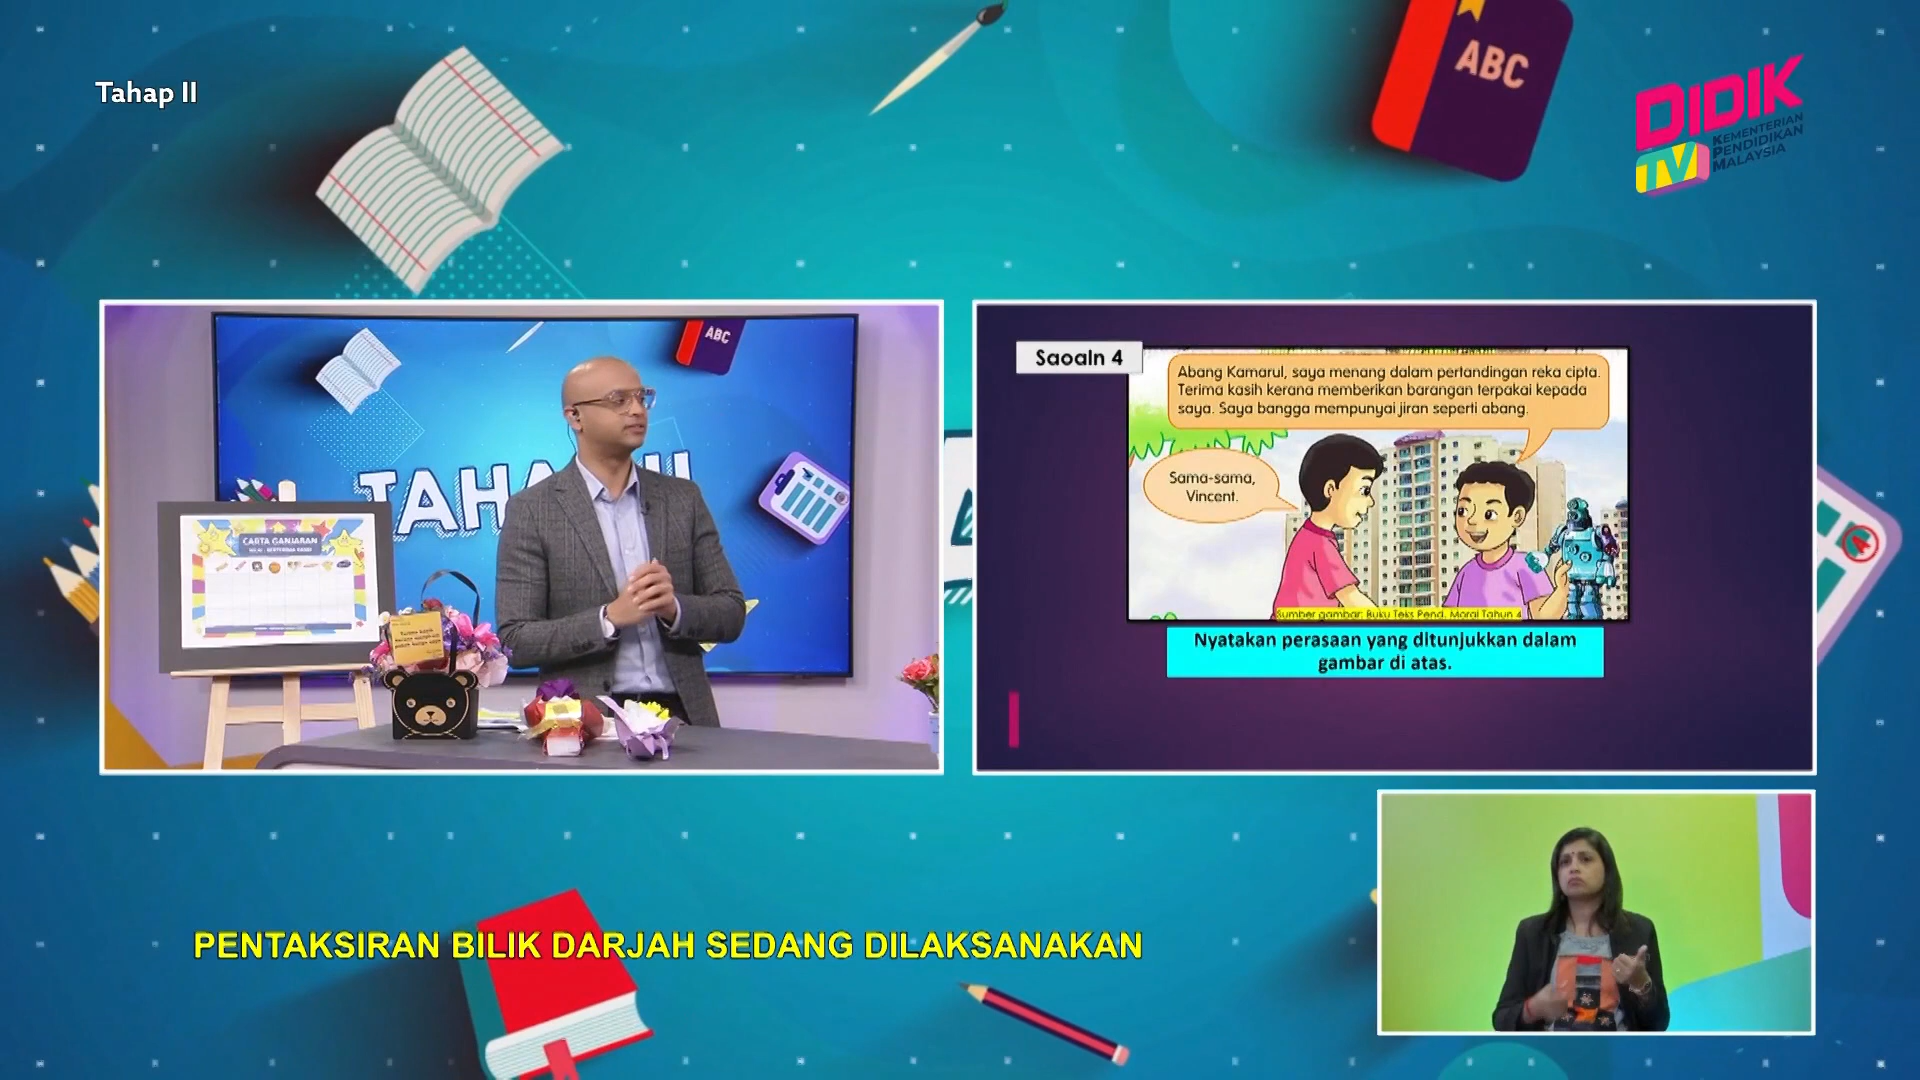 Tahap II
ABC
DIDIK
TV
KEMENTERIAN
PENDIDIKAN
MALAYSIA
ABC
TAHA
II
CARTA GANJARAN
Saoaln 4
Abang Kamarul, saya menang dalam pertandingan reka cipta.
Terima kasih kerana memberikan barangan terpakai kepada
saya. Saya bangga mempunyai jiran seperti abang.
Sama-sama,
Vincent.
Sumber gambar: Buku Teks Pend. Moral Tahun 4
Nyatakan perasaan yang ditunjukkan dalam
gambar di atas.
PENTAKSIRAN BILIK DARJAH SEDANG DILAKSANAKAN